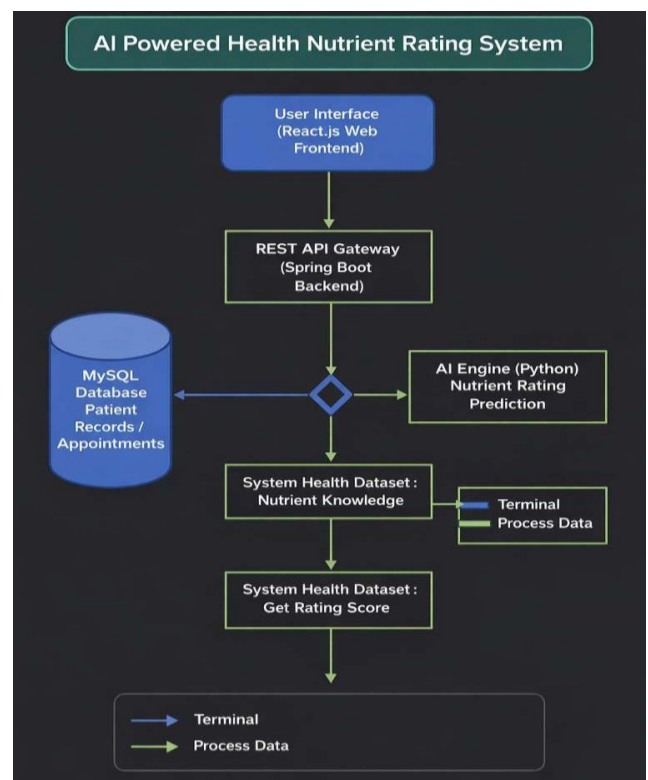 AI Powered Health Nutrient Rating System
User Interface
(React.js Web
Frontend)
REST API Gateway
(Spring Boot
Backend)
MySQL
Database
Patient
Records /
Appointments
AI Engine (Python)
Nutrient Rating
Prediction
System Health Dataset :
Nutrient Knowledge
Terminal
Process Data
System Health Dataset :
Get Rating Score
Terminal
Process Data